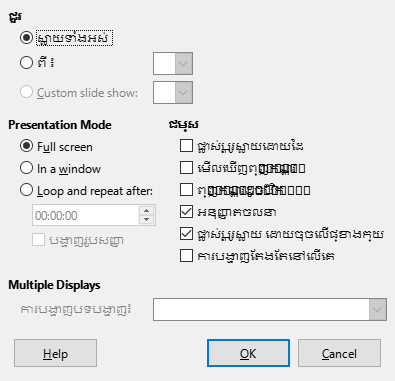 ជួរ
ស្លាយទាំងអស់
ពី ៖
Custom slide show:
Presentation Mode
Full screen
In a window
Loop and repeat after:
00:00:00
បង្ហាញរូបសញ្ញា
ជម្រើស
ផ្លាស់ប្ដូរស្លាយដោយដៃ
មើលឃើញ
អនុញ្ញាតចលនា
ផ្លាស់ប្ដូរស្លាយ ដោយចុចលើផ្ទាំងក្រោយ
ការបង្ហាញតែងតែនៅលើគេ
Multiple Displays
ការបង្ហាញបទបង្ហាញ៖
Help
OK
Cancel